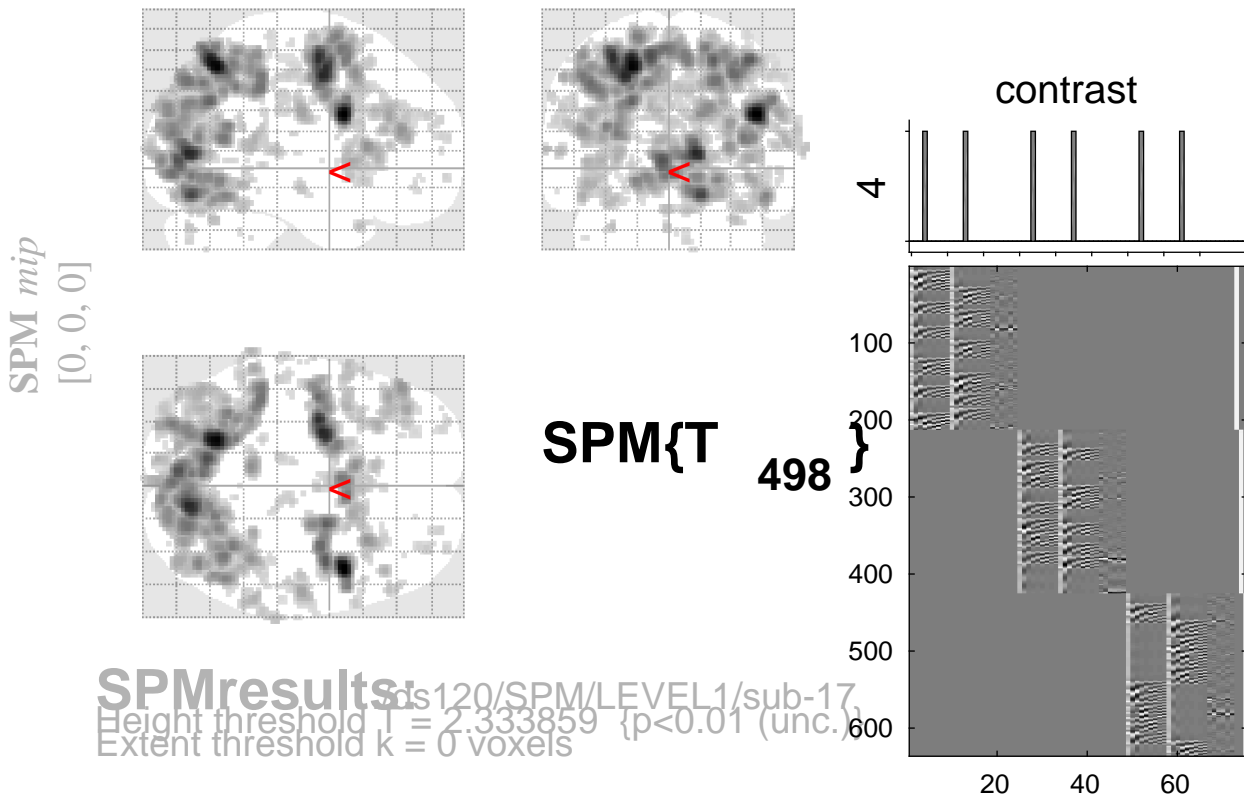 contrast
4
SPM mip
[0, 0, 0]
<
<
<
SPM{T498}
100
200
300
400
500
600
20 40 60
SPMresults: ./ds120/SPM/LEVEL1/sub-17
Height threshold T = 2.333859 {p<0.01 (unc.)}
Extent threshold k = 0 voxels